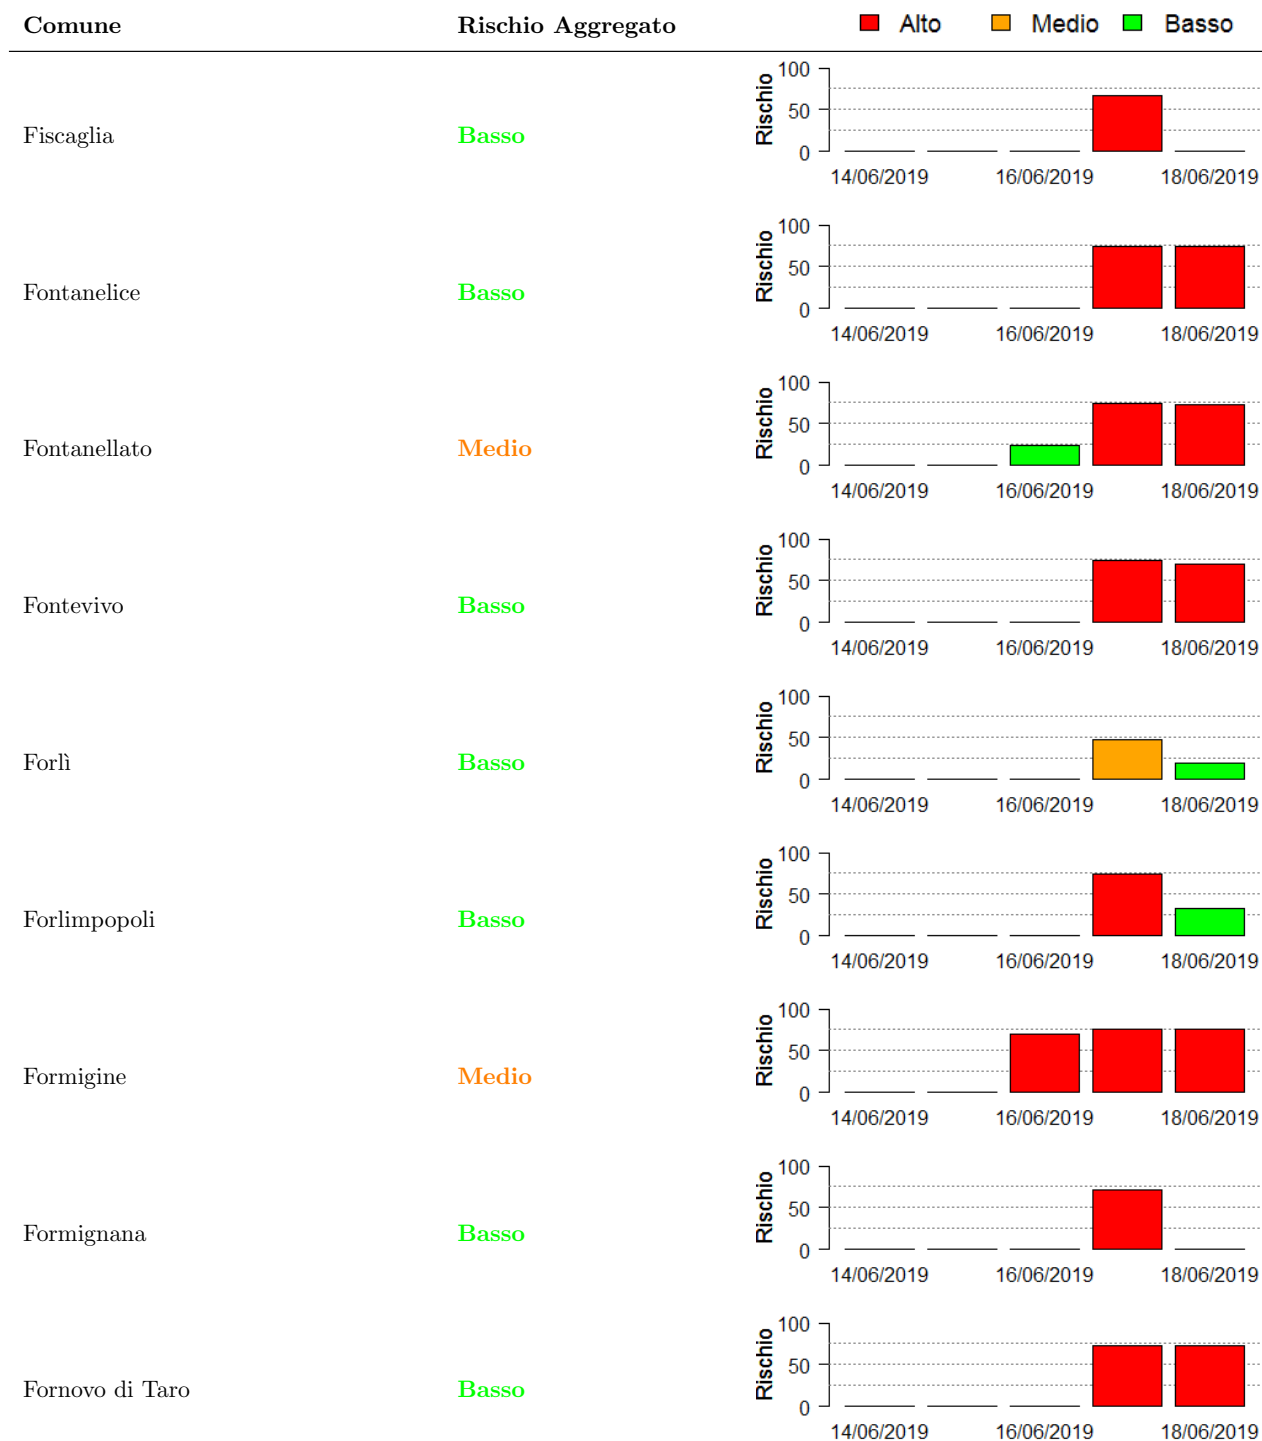 Comune Rischio Aggregato Alto Medio Basso
Fiscaglia Basso Rischio 100 50 0
14/06/2019 16/06/2019 18/06/2019
Fontanelice Basso Rischio 100 50 0
14/06/2019 16/06/2019 18/06/2019
Fontanellato Medio Rischio 100 50 0
14/06/2019 16/06/2019 18/06/2019
Fontevivo Basso Rischio 100 50 0
14/06/2019 16/06/2019 18/06/2019
Forlì Basso Rischio 100 50 0
14/06/2019 16/06/2019 18/06/2019
Forlimpopoli Basso Rischio 100 50 0
14/06/2019 16/06/2019 18/06/2019
Formigine Medio Rischio 100 50 0
14/06/2019 16/06/2019 18/06/2019
Formignana Basso Rischio 100 50 0
14/06/2019 16/06/2019 18/06/2019
Fornovo di Taro Basso Rischio 100 50 0
14/06/2019 16/06/2019 18/06/2019